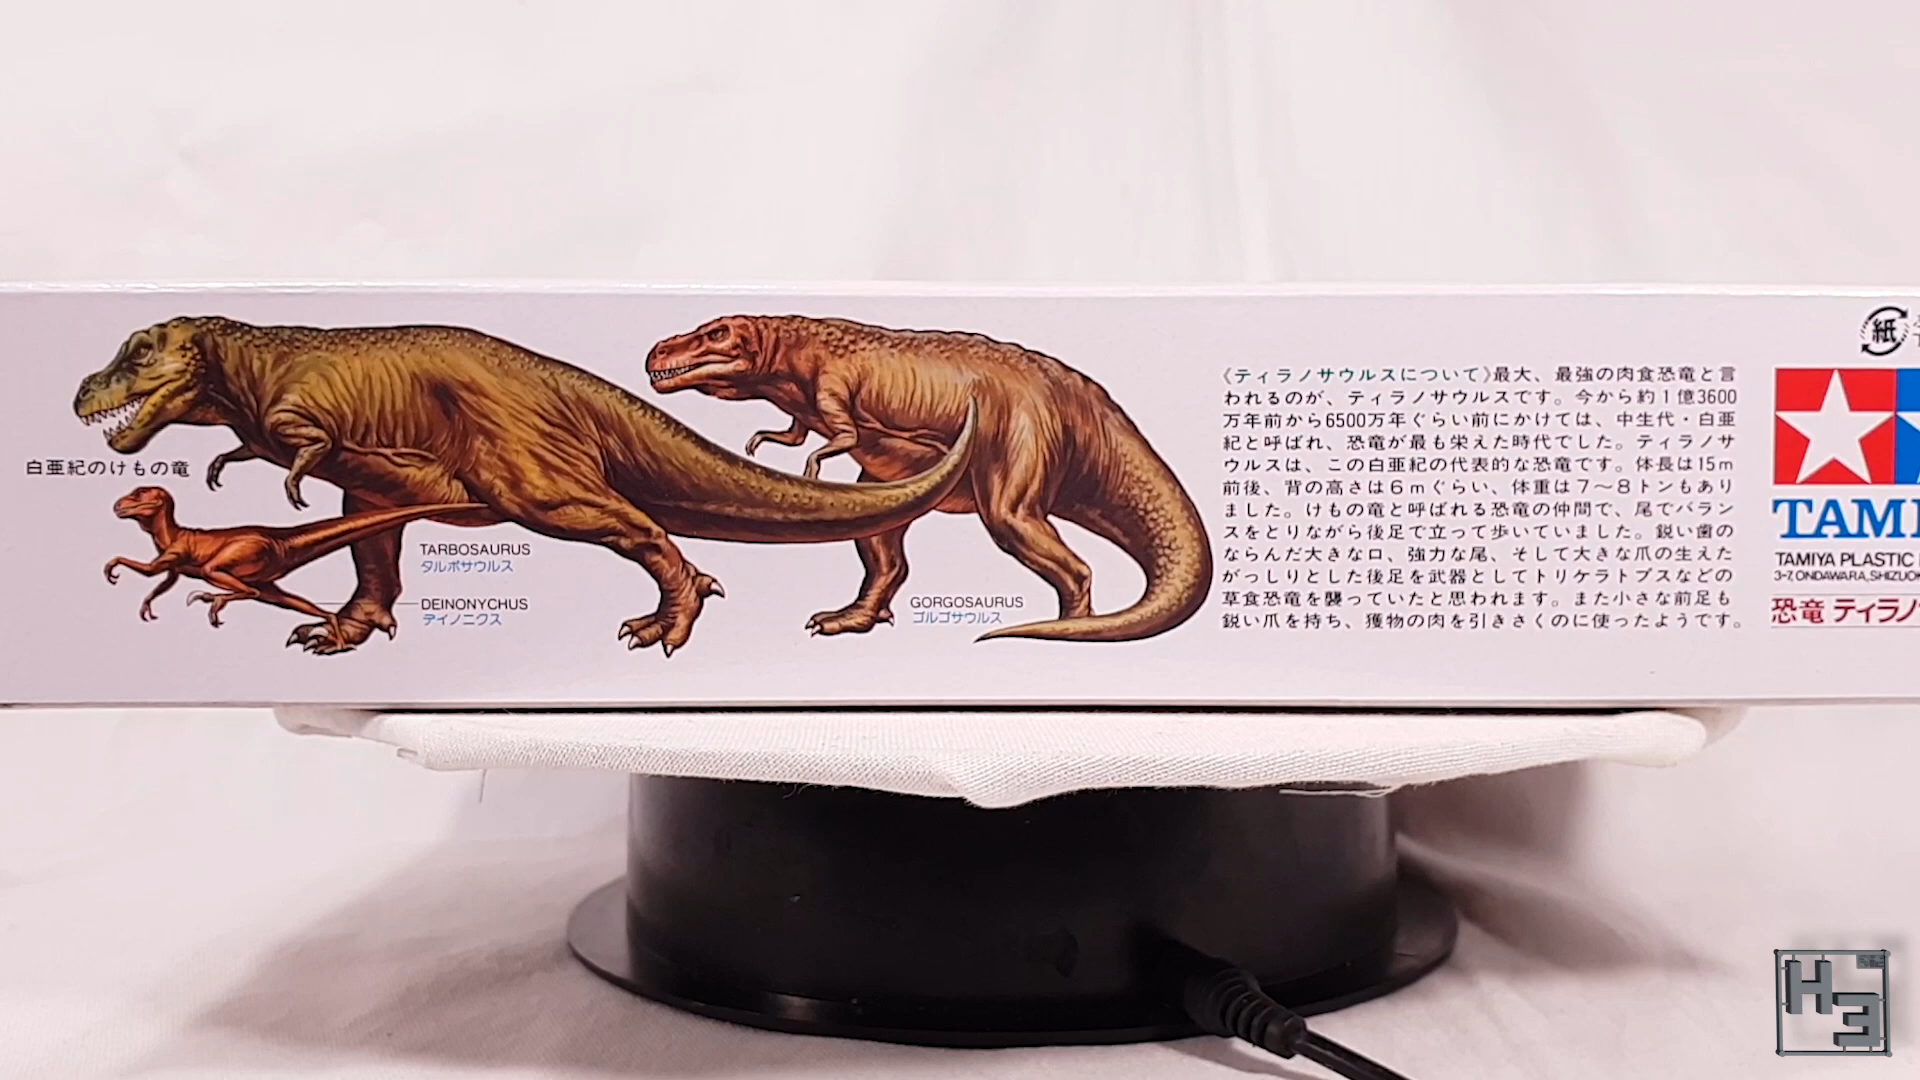 白亜紀のけもの竜
TARBOSAURUS
タルボサウルス
DEINONYCHUS
デイノニクス
GORGOSAURUS
ゴルゴサウルス
《ティラノサウルスについて》最大、最強の肉食恐竜と言
われるのが、ティラノサウルスです。今から約1億3600
万年前から6500万年ぐらい前にかけては、中生代・白亜
紀と呼ばれ、恐竜が最も栄えた時代でした。ティラノサ
ウルスは、この白亜紀の代表的な恐竜です。体長は15m
前後、背の高さは6mぐらい、体重は7〜8トンもあり
ました。けもの竜と呼ばれる恐竜の仲間で、尾でバラン
スをとりながら後足で立って歩いていました。鋭い歯の
ならんだ大きな口、強力な尾、そして大きな爪の生えた
がっしりとした後足を武器としてトリケラトプスなどの
草食恐竜を襲っていたと思われます。また小さな前足も
鋭い爪を持ち、獲物の肉を引きさくのに使ったようです。
紙
TAMI
TAMIYA PLASTIC
3-7, ONDAWARA, SHIZUOK
恐竜 ティラノ
H3